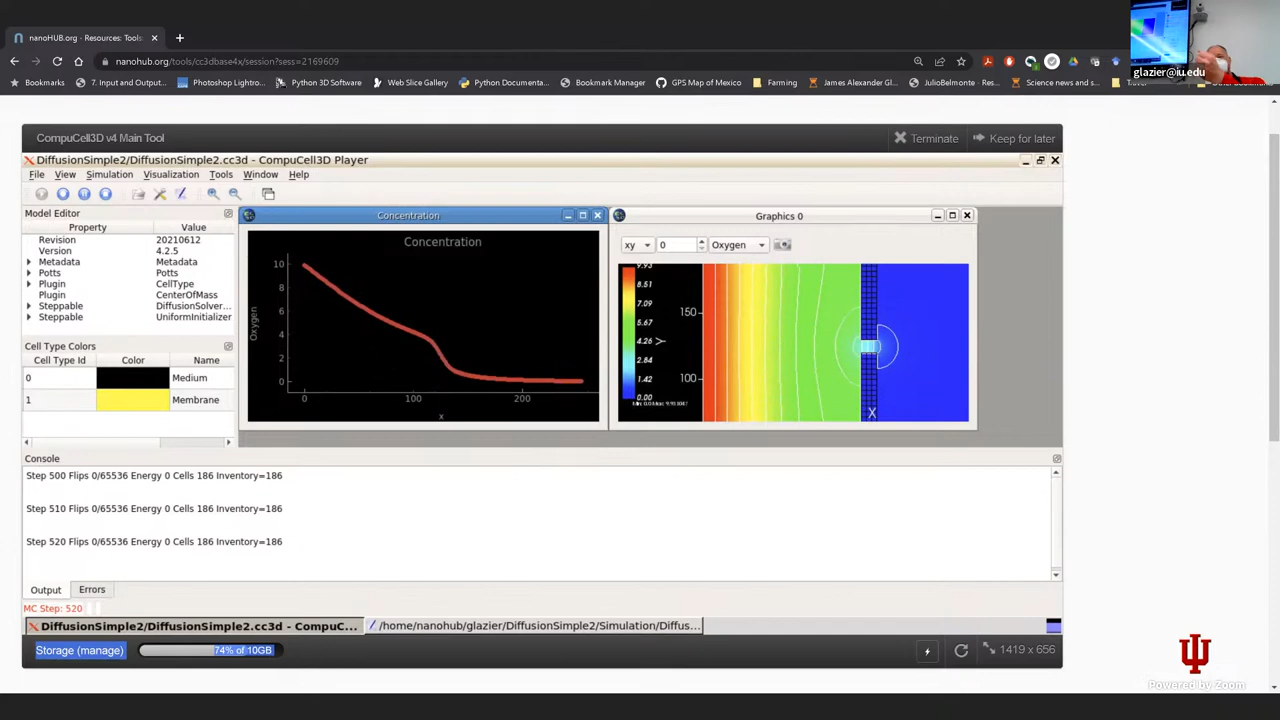 nanoHUB.org - Resources: Tools:
nanohub.org/tools/cc3dbase4x/session?sess=2169609
glazier@iu.edu
Bookmarks
7. Input and Output...
Photoshop Lightro...
Python 3D Software
Web Slice Gallery
Python Documenta...
Bookmark Manager
GPS Map of Mexico
Farming
James Alexander Gl...
JulioBelmonte - Res...
Science news and s...
CompuCell3D v4 Main Tool
Terminate
Keep for later
DiffusionSimple2/DiffusionSimple2.cc3d - CompuCell3D Player
File View Simulation Visualization Tools Window Help
Model Editor
Property Value
Revision 20210612
Version 4.2.5
Metadata Metadata
Potts Potts
Plugin CellType
Plugin CenterOfMass
Steppable DiffusionSolver...
Steppable UniformInitializer
Cell Type Colors
Cell Type Id Color Name
0 Medium
1 Membrane
Concentration
Concentration
Oxygen
10
8
6
4
2
0
0 100 200
x
Graphics 0
xy 0 Oxygen
9.93
8.51
7.09
5.67
4.26
2.84
1.42
0.00
150
Y
100
X
Console
Step 500 Flips 0/65536 Energy 0 Cells 186 Inventory=186
Step 510 Flips 0/65536 Energy 0 Cells 186 Inventory=186
Step 520 Flips 0/65536 Energy 0 Cells 186 Inventory=186
Output Errors
MC Step: 520
DiffusionSimple2/DiffusionSimple2.cc3d - CompuC...
/home/nanohub/glazier/DiffusionSimple2/Simulation/Diffus...
Storage (manage)
74% of 10GB
1419 x 656
Powered by Zoom